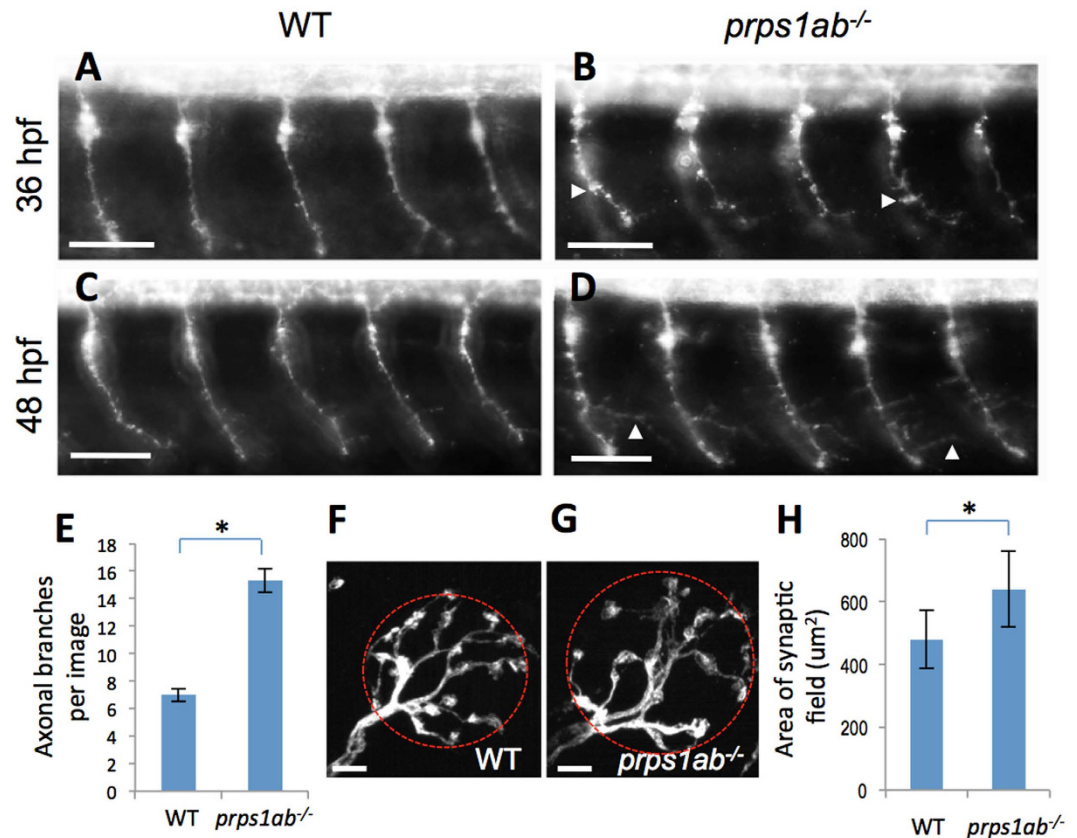 WT
prps1ab-/-
36 hpf
A
B
48 hpf
C
D
E
Axonal branches
per image
18
16
14
12
10
8
6
4
2
0
*
WT
prps1ab-/-
F
WT
G
prps1ab-/-
H
Area of synaptic
field (um²)
800
600
400
200
0
*
WT
prps1ab-/-